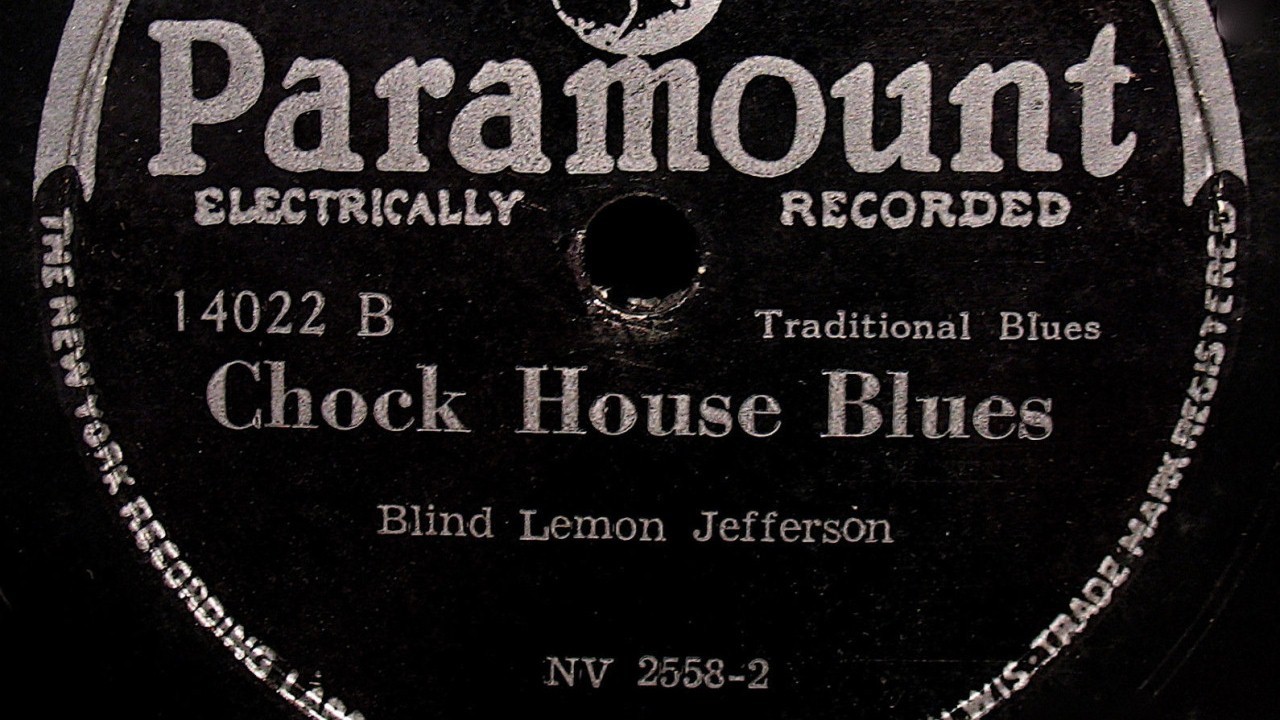 Paramount
ELECTRICALLY RECORDED
14022 B
Traditional Blues
Chock House Blues
Blind Lemon Jefferson
NV 2558-2
THE NEW YORK RECORDING
WIS. TRADE MARK REGISTERED